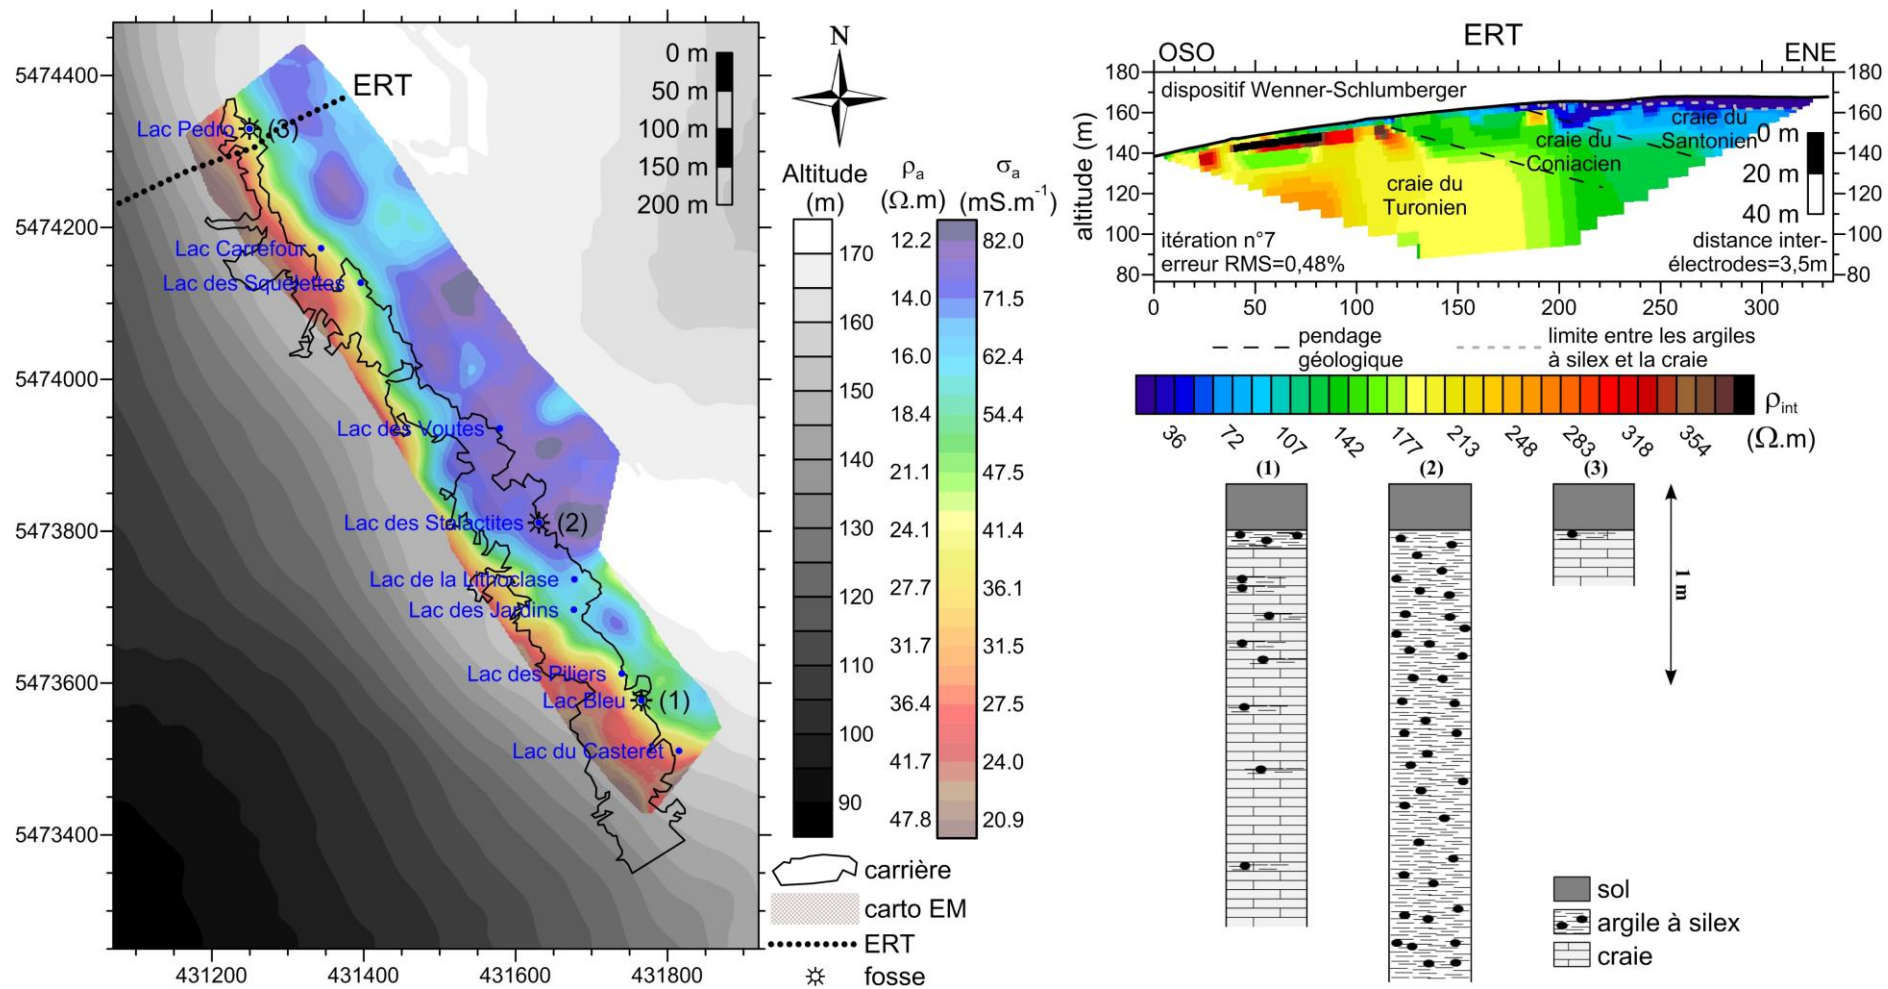 5474400
5474200
5474000
5473800
5473600
5473400
431200
431400
431600
431800
ERT
Lac Pedro
(3)
Lac Carrefour
Lac des Squelettes
Lac des Voutes
Lac des Stalactites
(2)
Lac de la Lithoclase
Lac des Jardins
Lac des Piliers
Lac Bleu
(1)
Lac du Casteret
0 m
50 m
100 m
150 m
200 m
N
Altitude
(m)
170
160
150
140
130
120
110
100
90
ρa
(Ω.m)
12.2
14.0
16.0
18.4
21.1
24.1
27.7
31.7
36.4
41.7
47.8
σa
(mS.m⁻¹)
82.0
71.5
62.4
54.4
47.5
41.4
36.1
31.5
27.5
24.0
20.9
carrière
carto EM
ERT
fosse
ERT
OSO
ENE
altitude (m)
180
160
140
120
100
80
180
160
140
120
100
80
dispositif Wenner-Schlumberger
craie du
Santonien
craie du
Coniacien
craie du
Turonien
0 m
20 m
40 m
itération n°7
erreur RMS=0,48%
distance inter-
électrodes=3,5m
0
50
100
150
200
250
300
pendage
géologique
limite entre les argiles
à silex et la craie
ρint
(Ω.m)
36
72
107
142
177
213
248
283
318
354
(1)
(2)
(3)
1 m
sol
argile à silex
craie